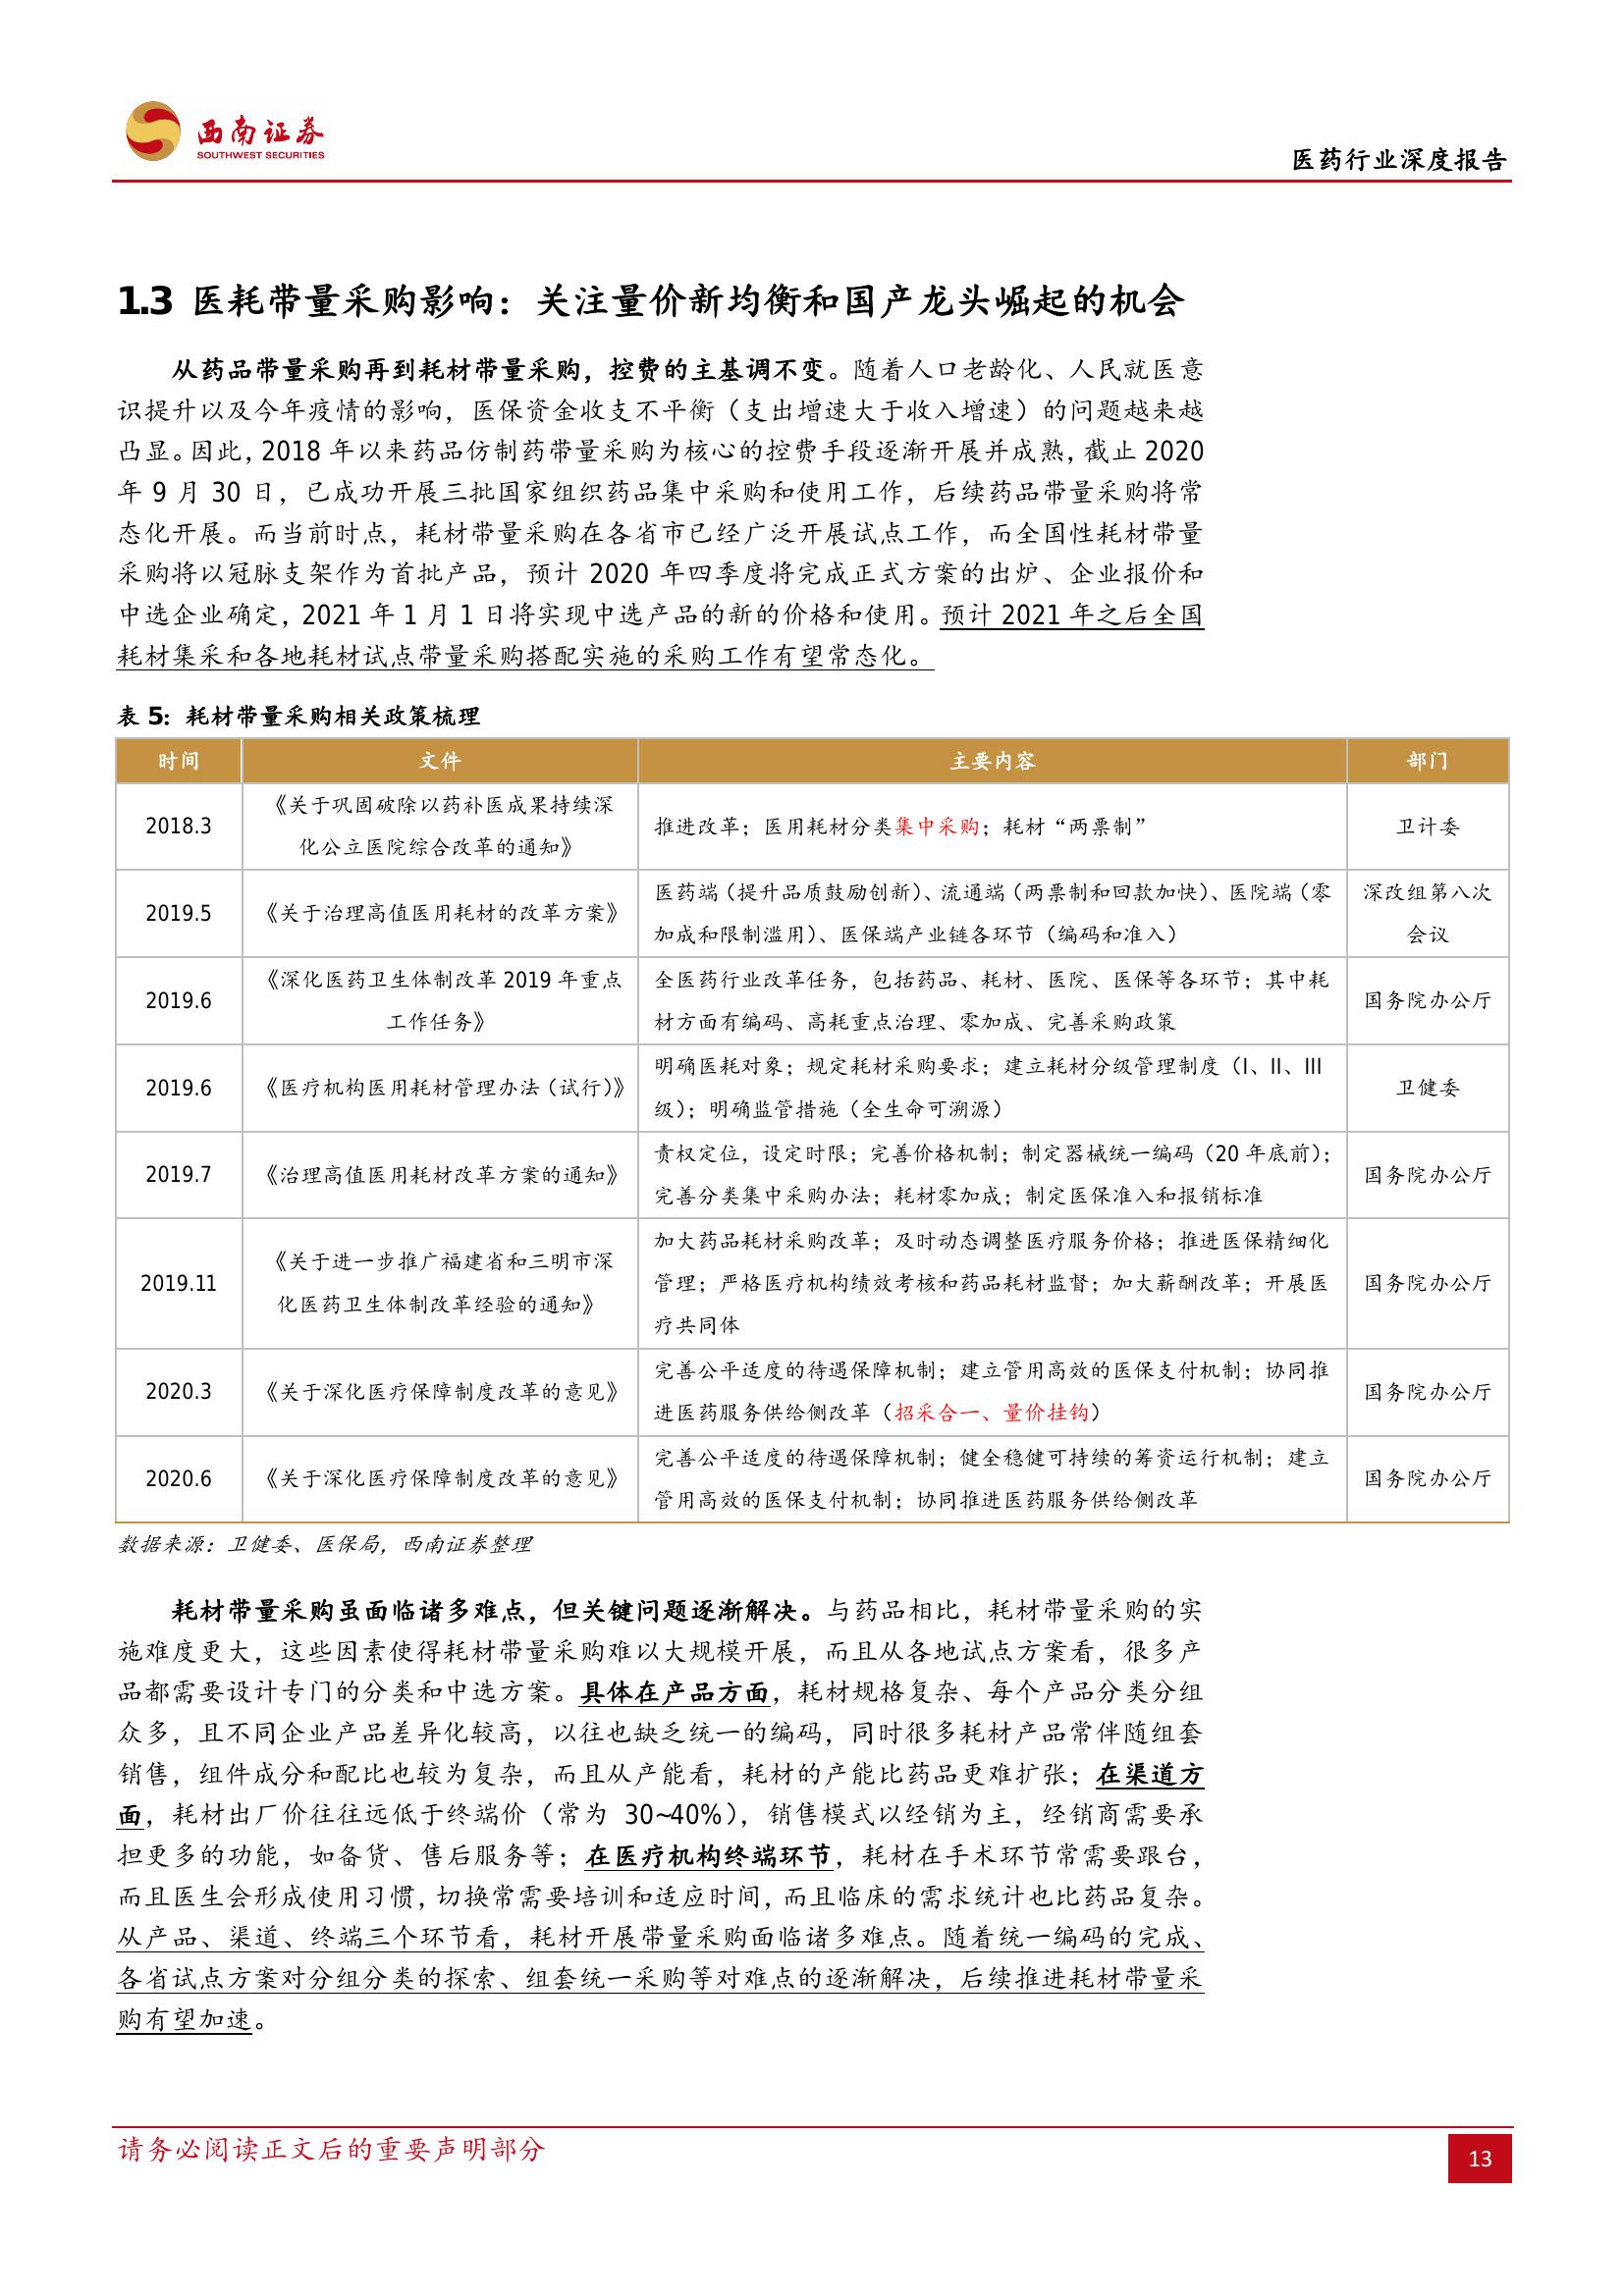 西南证券
SOUTHWEST SECURITIES
医药行业深度报告
1.3 医耗带量采购影响：关注量价新均衡和国产龙头崛起的机会
从药品带量采购再到耗材带量采购，控费的主基调不变。随着人口老龄化、人民就医意
识提升以及今年疫情的影响，医保资金收支不平衡（支出增速大于收入增速）的问题越来越
凸显。因此，2018 年以来药品仿制药带量采购为核心的控费手段逐渐开展并成熟，截止 2020
年 9 月 30 日，已成功开展三批国家组织药品集中采购和使用工作，后续药品带量采购将常
态化开展。而当前时点，耗材带量采购在各省市已经广泛开展试点工作，而全国性耗材带量
采购将以冠脉支架作为首批产品，预计 2020 年四季度将完成正式方案的出炉、企业报价和
中选企业确定，2021 年 1 月 1 日将实现中选产品的新的价格和使用。预计 2021 年之后全国
耗材集采和各地耗材试点带量采购搭配实施的采购工作有望常态化。
表 5：耗材带量采购相关政策梳理
时间 文件 主要内容 部门
2018.3
《关于巩固破除以药补医成果持续深
化公立医院综合改革的通知》
推进改革；医用耗材分类集中采购；耗材“两票制”
卫计委
2019.5
《关于治理高值医用耗材的改革方案》
医药端（提升品质鼓励创新）、流通端（两票制和回款加快）、医院端（零
加成和限制滥用）、医保端产业链各环节（编码和准入）
深改组第八次
会议
2019.6
《深化医药卫生体制改革 2019 年重点
工作任务》
全医药行业改革任务，包括药品、耗材、医院、医保等各环节；其中耗
材方面有编码、高耗重点治理、零加成、完善采购政策
国务院办公厅
2019.6
《医疗机构医用耗材管理办法（试行）》
明确医耗对象；规定耗材采购要求；建立耗材分级管理制度（I、II、III
级）；明确监管措施（全生命可溯源）
卫健委
2019.7
《治理高值医用耗材改革方案的通知》
责权定位，设定时限；完善价格机制；制定器械统一编码（20 年底前）；
完善分类集中采购办法；耗材零加成；制定医保准入和报销标准
国务院办公厅
2019.11
《关于进一步推广福建省和三明市深
化医药卫生体制改革经验的通知》
加大药品耗材采购改革；及时动态调整医疗服务价格；推进医保精细化
管理；严格医疗机构绩效考核和药品耗材监督；加大薪酬改革；开展医
疗共同体
国务院办公厅
2020.3
《关于深化医疗保障制度改革的意见》
完善公平适度的待遇保障机制；建立管用高效的医保支付机制；协同推
进医药服务供给侧改革（招采合一、量价挂钩）
国务院办公厅
2020.6
《关于深化医疗保障制度改革的意见》
完善公平适度的待遇保障机制；健全稳健可持续的筹资运行机制；建立
管用高效的医保支付机制；协同推进医药服务供给侧改革
国务院办公厅
数据来源：卫健委、医保局，西南证券整理
耗材带量采购虽面临诸多难点，但关键问题逐渐解决。与药品相比，耗材带量采购的实
施难度更大，这些因素使得耗材带量采购难以大规模开展，而且从各地试点方案看，很多产
品都需要设计专门的分类和中选方案。具体在产品方面，耗材规格复杂、每个产品分类分组
众多，且不同企业产品差异化较高，以往也缺乏统一的编码，同时很多耗材产品常伴随组套
销售，组件成分和配比也较为复杂，而且从产能看，耗材的产能比药品更难扩张；在渠道方
面，耗材出厂价往往远低于终端价（常为 30~40%），销售模式以经销为主，经销商需要承
担更多的功能，如备货、售后服务等；在医疗机构终端环节，耗材在手术环节常需要跟台，
而且医生会形成使用习惯，切换常需要培训和适应时间，而且临床的需求统计也比药品复杂。
从产品、渠道、终端三个环节看，耗材开展带量采购面临诸多难点。随着统一编码的完成、
各省试点方案对分组分类的探索、组套统一采购等对难点的逐渐解决，后续推进耗材带量采
购有望加速。
请务必阅读正文后的重要声明部分
13